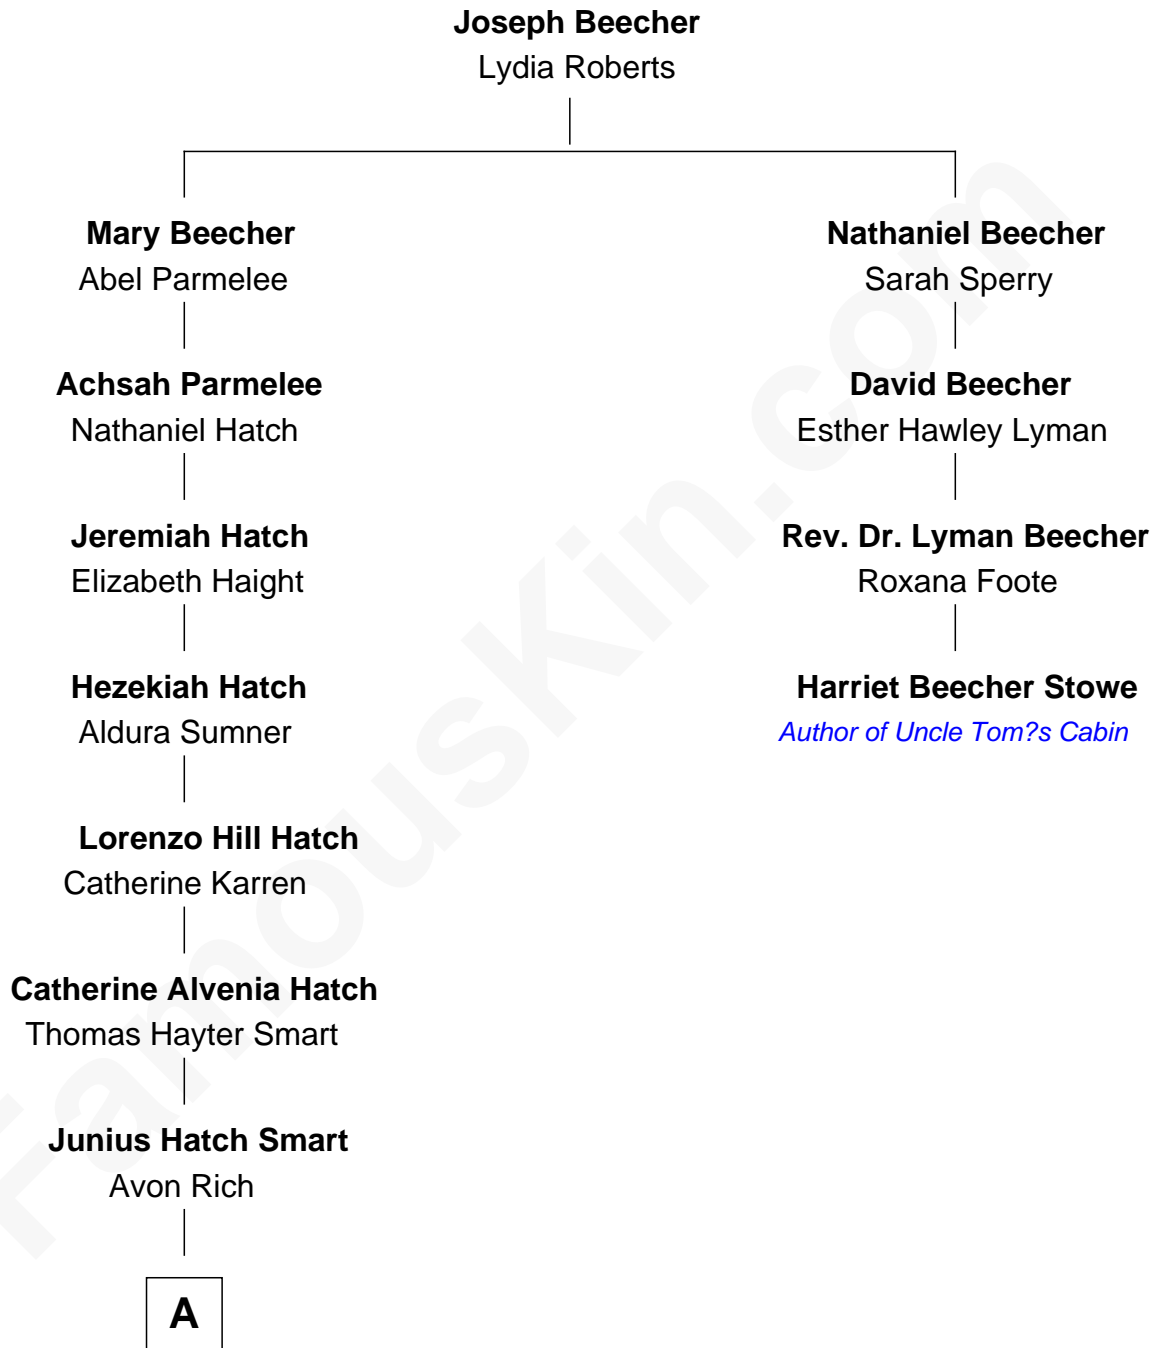 Joseph Beecher
Lydia Roberts
Mary Beecher
Abel Parmelee
Nathaniel Beecher
Sarah Sperry
Achsah Parmelee
Nathaniel Hatch
David Beecher
Esther Hawley Lyman
Jeremiah Hatch
Elizabeth Haight
Rev. Dr. Lyman Beecher
Roxana Foote
Hezekiah Hatch
Aldura Sumner
Harriet Beecher Stowe
Author of Uncle Tom?s Cabin
Lorenzo Hill Hatch
Catherine Karren
Catherine Alvenia Hatch
Thomas Hayter Smart
Junius Hatch Smart
Avon Rich
A
FamousKin.com